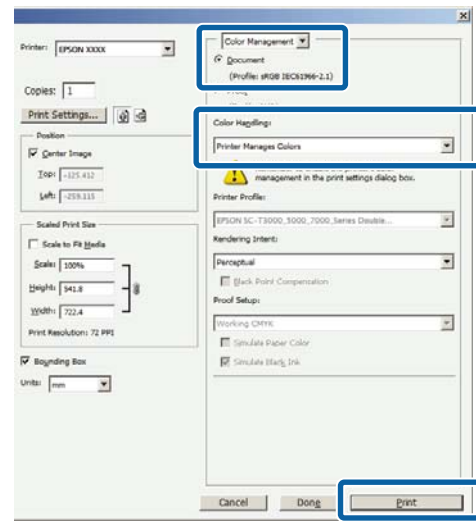 Printer: EPSON XXXX
Copies: 1
Print Settings...
Position
Center Image
Top: -125.412
Left: -259.115
Scaled Print Size
Scale to Fit Media
Scale: 100%
Height: 541.8
Width: 722.4
Print Resolution: 72 PPI
Bounding Box
Units: mm
Color Management
Document
(Profile: sRGB IEC61966-2.1)
Color Handling:
Printer Manages Colors
management in the print settings dialog box.
Printer Profile:
EPSON SC-T3000_5000_7000_Series Double...
Rendering Intent:
Perceptual
Black Point Compensation
Proof Setup:
Working CMYK
Simulate Paper Color
Simulate Black Ink
Cancel
Done
Print